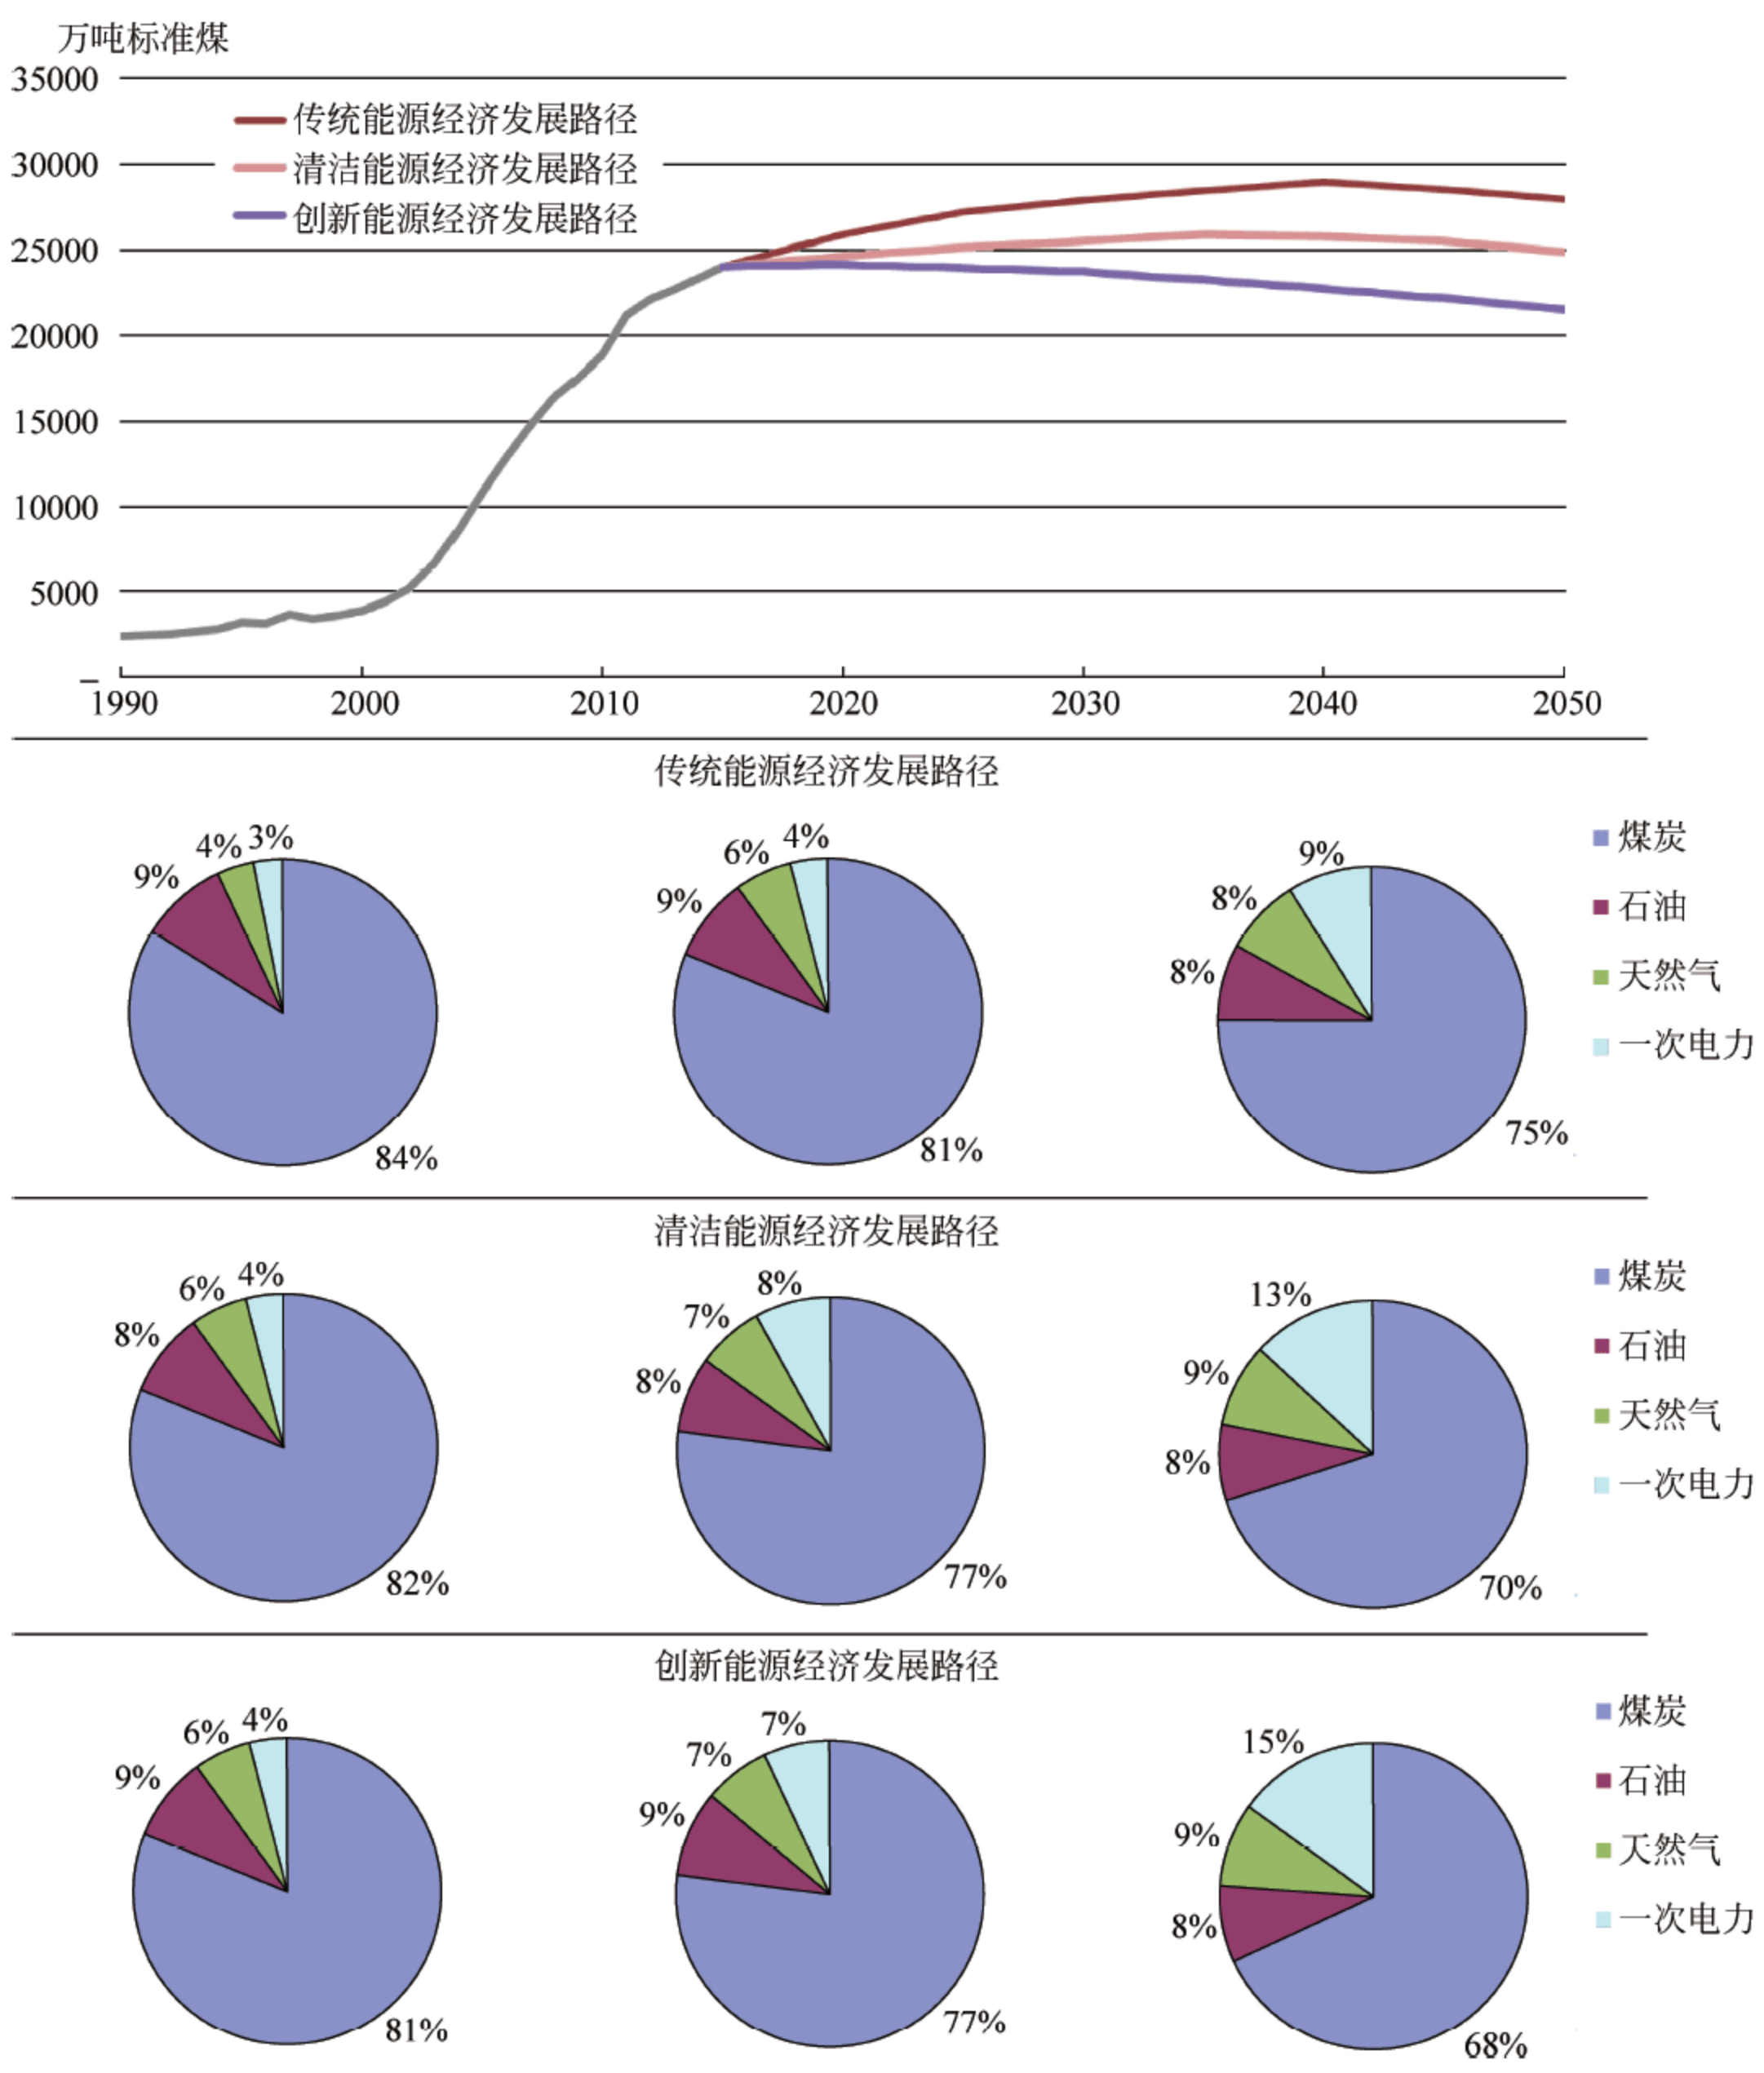 万吨标准煤
35000
30000
25000
20000
15000
10000
5000
–
传统能源经济发展路径
清洁能源经济发展路径
创新能源经济发展路径
1990 2000 2010 2020 2030 2040 2050
传统能源经济发展路径
9% 4% 3%
84%
9% 6% 4%
81%
8% 8% 9%
75%
煤炭
石油
天然气
一次电力
清洁能源经济发展路径
8% 6% 4%
82%
8% 7% 8%
77%
8% 9% 13%
70%
煤炭
石油
天然气
一次电力
创新能源经济发展路径
9% 6% 4%
81%
9% 7% 7%
77%
8% 9% 15%
68%
煤炭
石油
天然气
一次电力